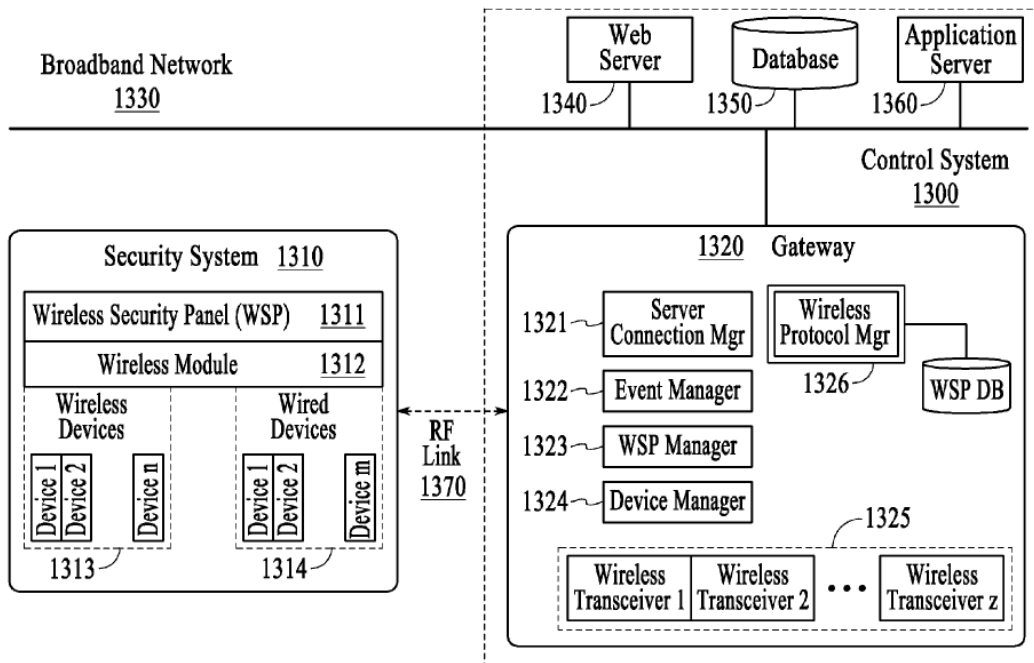 Broadband Network
1330
Web
Server
1340
Database
1350
Application
Server
1360
Control System
1300
Security System 1310
Wireless Security Panel (WSP) 1311
Wireless Module 1312
Wireless
Devices
Device 1
Device 2
Device n
1313
Wired
Devices
Device 1
Device 2
Device m
1314
RF
Link
1370
1320 Gateway
1321
Server
Connection Mgr
Wireless
Protocol Mgr
1326
WSP DB
1322
Event Manager
1323
WSP Manager
1324
Device Manager
1325
Wireless
Transceiver 1
Wireless
Transceiver 2
•••
Wireless
Transceiver z